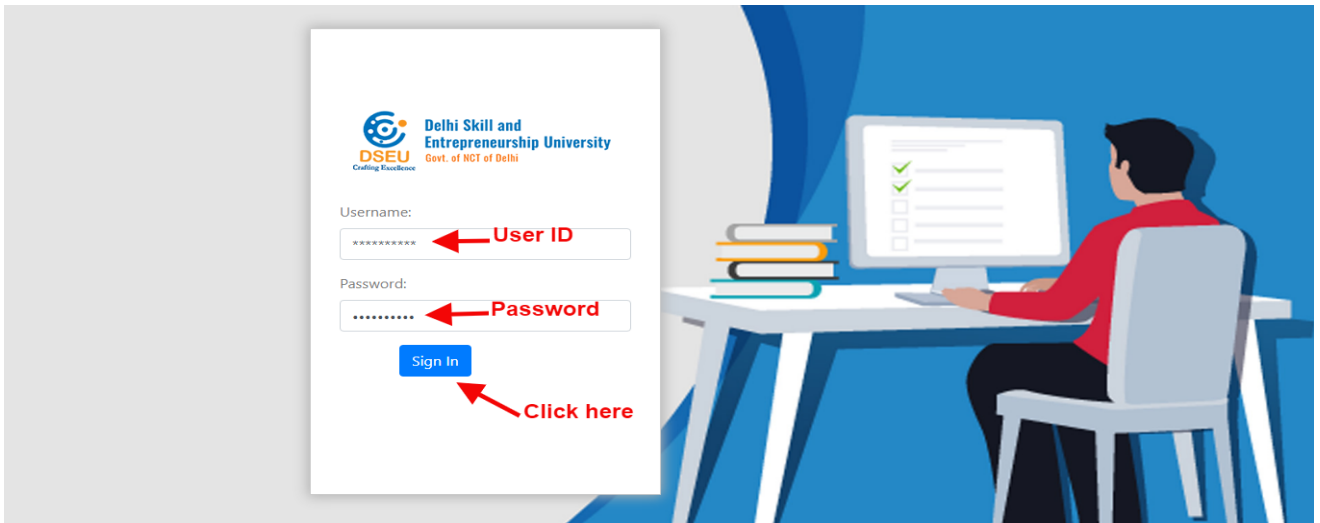 DSEU
Crafting Excellence
Delhi Skill and
Entrepreneurship University
Govt. of NCT of Delhi
Username:
**********
User ID
Password:
••••••••••
Password
Sign In
Click here